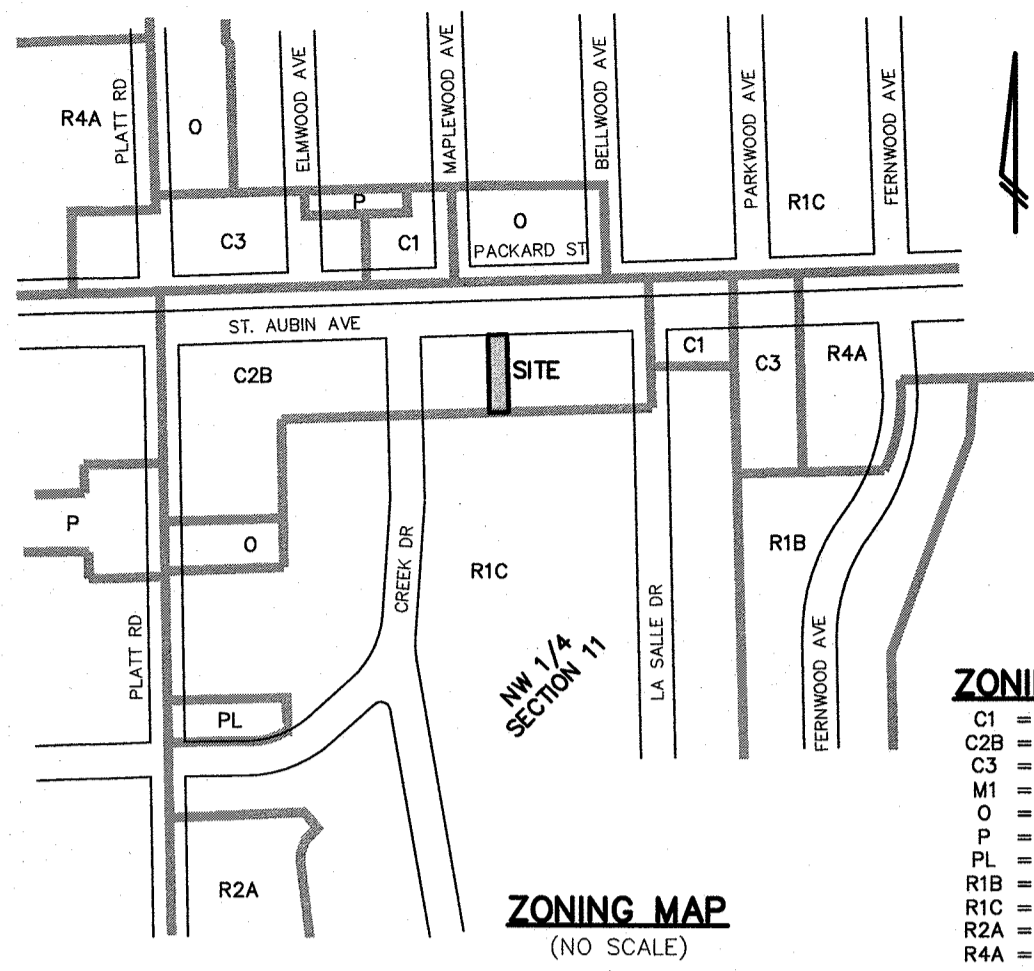 PLATT RD
ELMWOOD AVE
MAPLEWOOD AVE
BELLWOOD AVE
PARKWOOD AVE
FERNWOOD AVE
R4A
O
P
R1C
C3
C1
O
PACKARD ST
ST. AUBIN AVE
C2B
SITE
C1
C3
R4A
P
O
CREEK DR
R1C
R1B
PLATT RD
LA SALLE DR
FERNWOOD AVE
NW 1/4
SECTION 11
PL
R2A
ZONING MAP
(NO SCALE)
ZONI
C1 =
C2B =
C3 =
M1 =
O =
P =
PL =
R1B =
R1C =
R2A =
R4A =